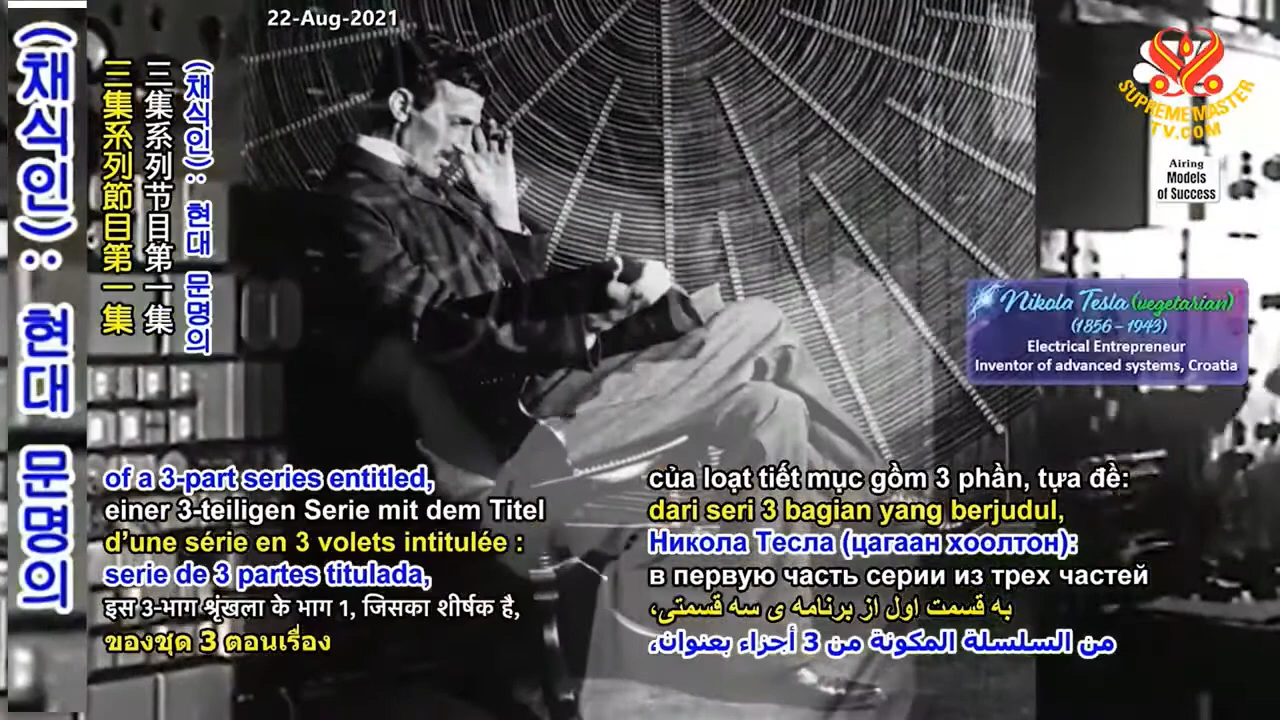 22-Aug-2021
SUPREME MASTER
TV.COM
Airing
Models
of Success
(채식인): 현대 문명의
三集系列節目第一集
三集系列节目第一集
(채식인): 현대 문명의
Nikola Tesla (vegetarian)
(1856 – 1943)
Electrical Entrepreneur
Inventor of advanced systems, Croatia
of a 3-part series entitled,
einer 3-teiligen Serie mit dem Titel
d'une série en 3 volets intitulée :
serie de 3 partes titulada,
इस 3-भाग श्रृंखला के भाग 1, जिसका शीर्षक है,
ของชุด 3 ตอนเรื่อง
của loạt tiết mục gồm 3 phần, tựa đề:
dari seri 3 bagian yang berjudul,
Никола Тесла (цагаан хоолтон):
в первую часть серии из трех частей
به قسمت اول از برنامه ی سه قسمتی،
من السلسلة المكونة من 3 أجزاء بعنوان،